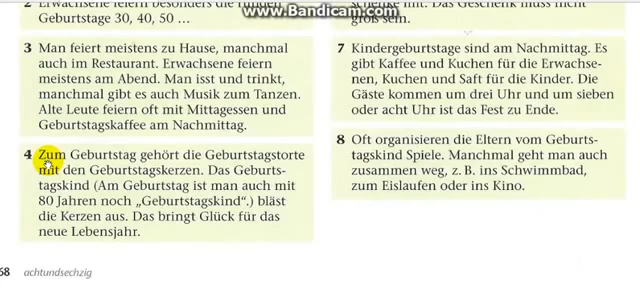 www.Bandicam.com
2 Erwachsene feiern besonders die runden
Geburtstage 30, 40, 50 ...
3 Man feiert meistens zu Hause, manchmal
auch im Restaurant. Erwachsene feiern
meistens am Abend. Man isst und trinkt,
manchmal gibt es auch Musik zum Tanzen.
Alte Leute feiern oft mit Mittagessen und
Geburtstagskaffee am Nachmittag.
4 Zum Geburtstag gehört die Geburtstagstorte
mit den Geburtstagskerzen. Das Geburts-
tagskind (Am Geburtstag ist man auch mit
80 Jahren noch „Geburtstagskind“.) bläst
die Kerzen aus. Das bringt Glück für das
neue Lebensjahr.
schenke mit. Das Geschenk muss nicht
groß sein.
7 Kindergeburtstage sind am Nachmittag. Es
gibt Kaffee und Kuchen für die Erwachse-
nen, Kuchen und Saft für die Kinder. Die
Gäste kommen um drei Uhr und um sieben
oder acht Uhr ist das Fest zu Ende.
8 Oft organisieren die Eltern vom Geburts-
tagskind Spiele. Manchmal geht man auch
zusammen weg, z. B. ins Schwimmbad,
zum Eislaufen oder ins Kino.
68 achtundsechzig